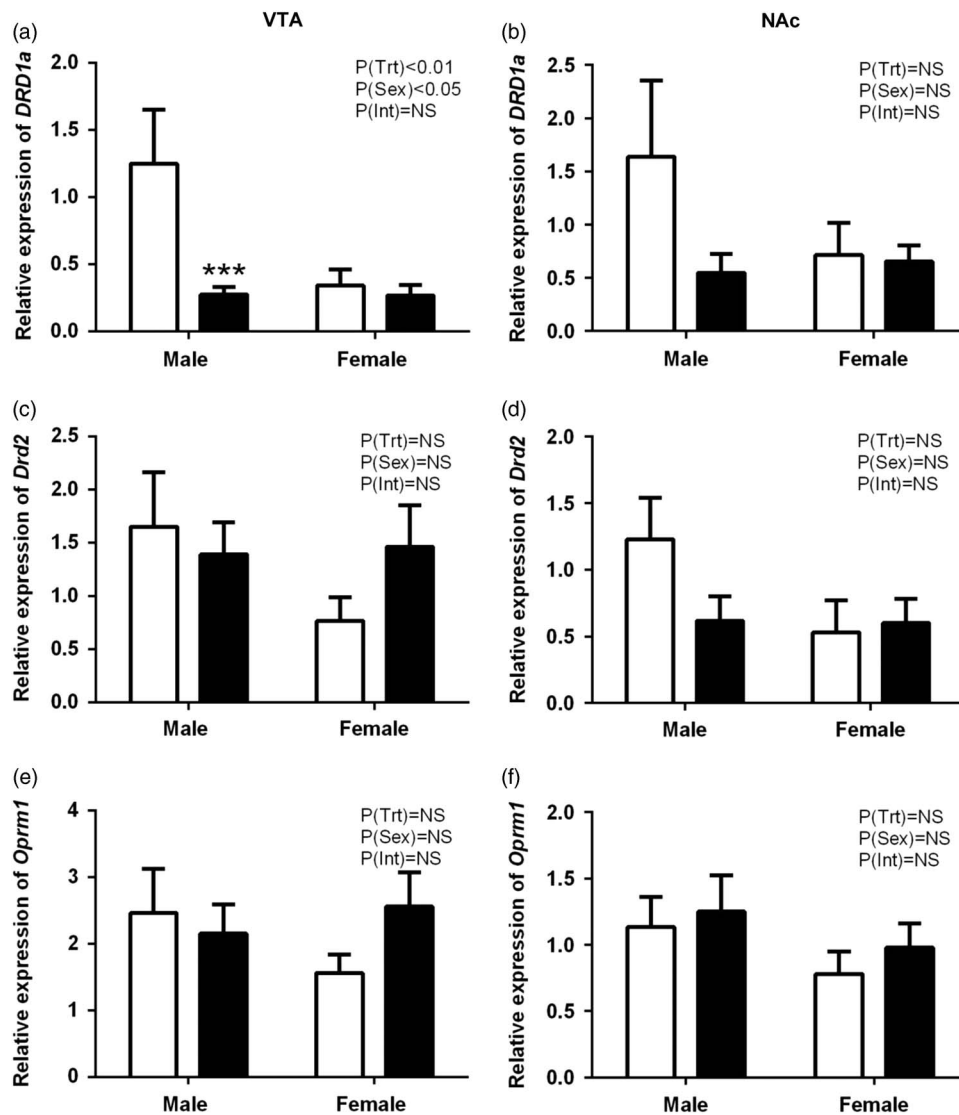 VTA
NAc
(a)
Relative expression of DRD1a
2.0
1.5
1.0
0.5
0.0
P(Trt)<0.01
P(Sex)<0.05
P(Int)=NS
***
Male
Female
(b)
Relative expression of DRD1a
2.5
2.0
1.5
1.0
0.5
0.0
P(Trt)=NS
P(Sex)=NS
P(Int)=NS
Male
Female
(c)
Relative expression of Drd2
2.5
2.0
1.5
1.0
0.5
0.0
P(Trt)=NS
P(Sex)=NS
P(Int)=NS
Male
Female
(d)
Relative expression of Drd2
2.0
1.5
1.0
0.5
0.0
P(Trt)=NS
P(Sex)=NS
P(Int)=NS
Male
Female
(e)
Relative expression of Oprm1
4
3
2
1
0
P(Trt)=NS
P(Sex)=NS
P(Int)=NS
Male
Female
(f)
Relative expression of Oprm1
2.0
1.5
1.0
0.5
0.0
P(Trt)=NS
P(Sex)=NS
P(Int)=NS
Male
Female